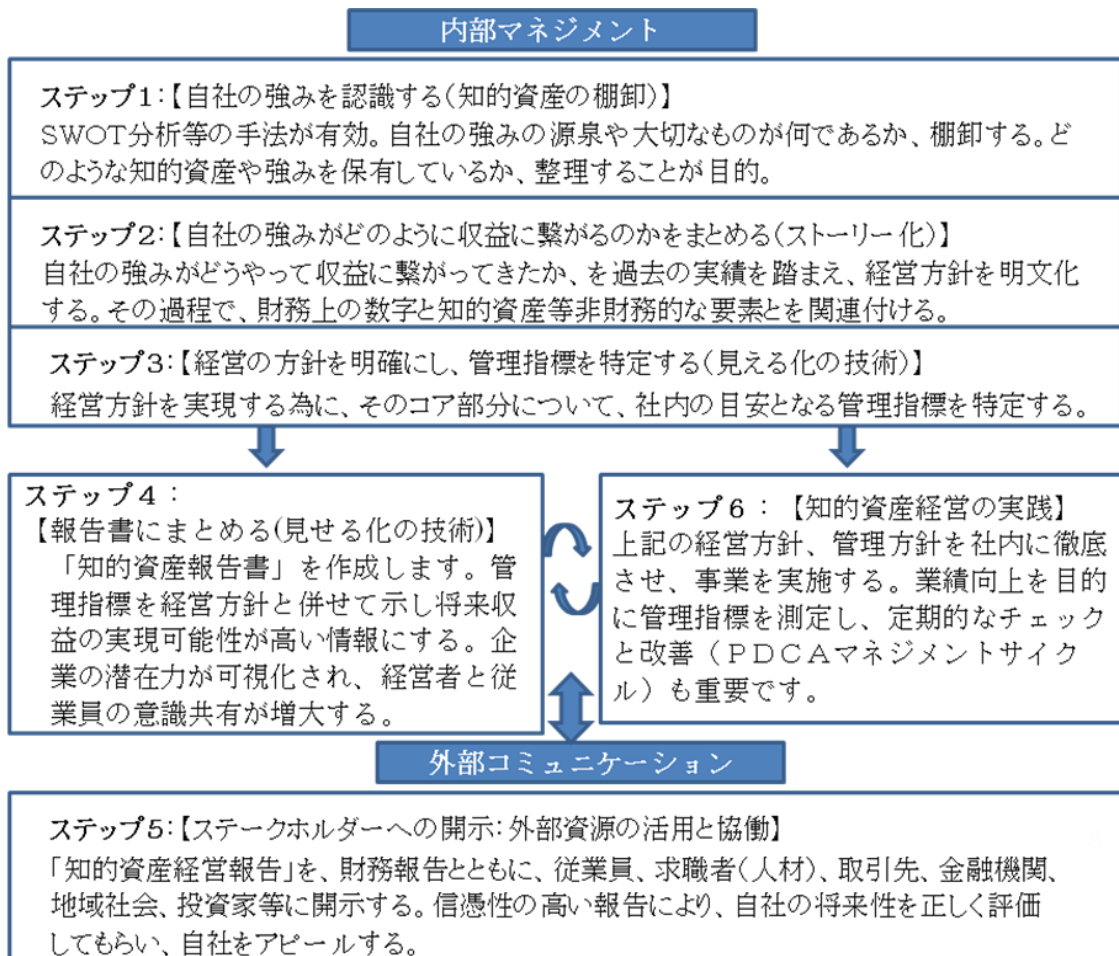 内部マネジメント
ステップ1:【自社の強みを認識する(知的資産の棚卸)】
SWOT分析等の手法が有効。自社の強みの源泉や大切なものが何であるか、棚卸する。ど
のような知的資産や強みを保有しているか、整理することが目的。
ステップ2:【自社の強みがどのように収益に繋がるのかをまとめる(ストーリー化)】
自社の強みがどうやって収益に繋がってきたか、を過去の実績を踏まえ、経営方針を明文化
する。その過程で、財務上の数字と知的資産等非財務的な要素とを関連付ける。
ステップ3:【経営の方針を明確にし、管理指標を特定する(見える化の技術)】
経営方針を実現する為に、そのコア部分について、社内の目安となる管理指標を特定する。
ステップ4:
【報告書にまとめる(見せる化の技術)】
「知的資産報告書」を作成します。管
理指標を経営方針と併せて示し将来収
益の実現可能性が高い情報にする。企
業の潜在力が可視化され、経営者と従
業員の意識共有が増大する。
ステップ6:【知的資産経営の実践】
上記の経営方針、管理方針を社内に徹底
させ、事業を実施する。業績向上を目的
に管理指標を測定し、定期的なチェック
と改善(PDCAマネジメントサイク
ル)も重要です。
外部コミュニケーション
ステップ5:【ステークホルダーへの開示:外部資源の活用と協働】
「知的資産経営報告」を、財務報告とともに、従業員、求職者(人材)、取引先、金融機関、
地域社会、投資家等に開示する。信憑性の高い報告により、自社の将来性を正しく評価
してもらい、自社をアピールする。